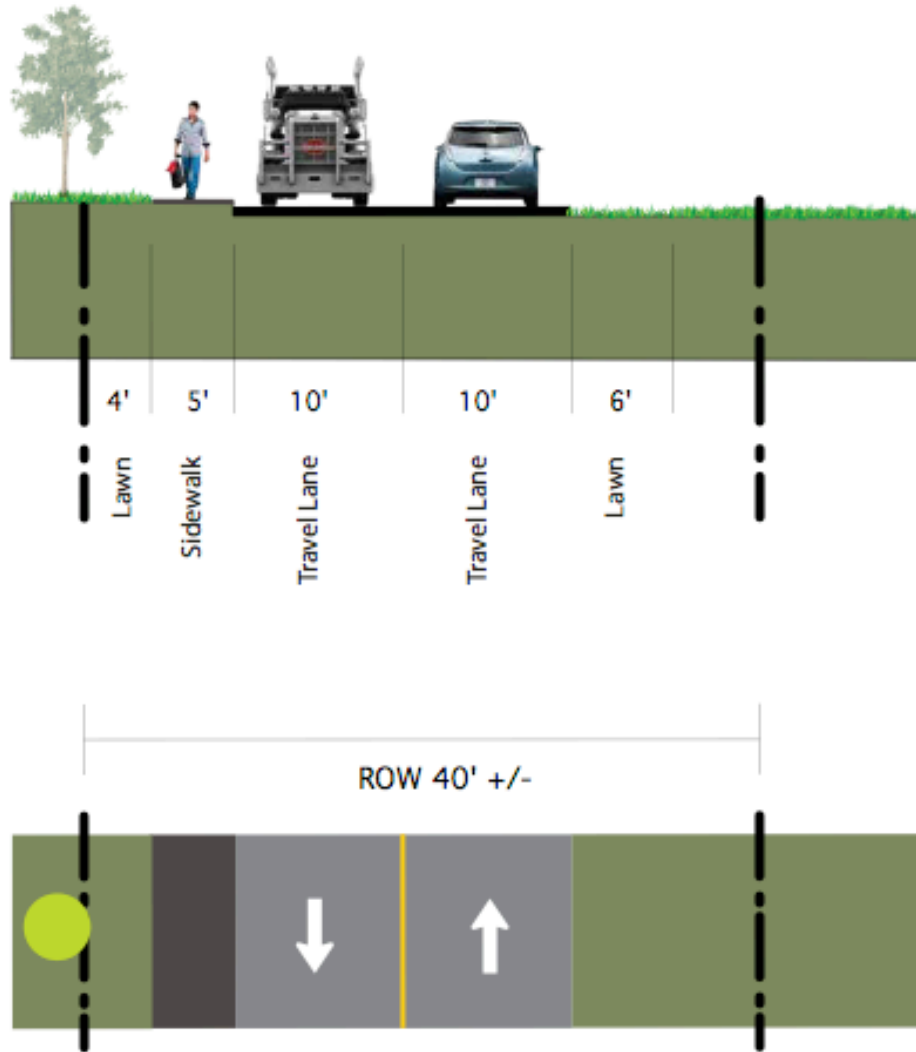 4'
5'
10'
10'
6'
Lawn
Sidewalk
Travel Lane
Travel Lane
Lawn
ROW 40' +/-